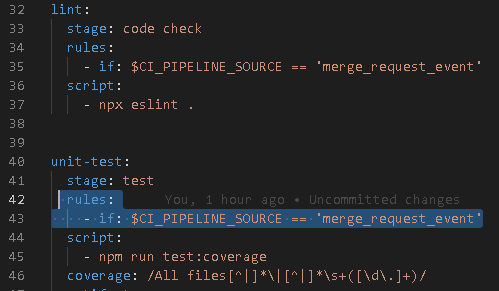 32 lint:
33 stage: code check
34 rules:
35 - if: $CI_PIPELINE_SOURCE == 'merge_request_event'
36 script:
37 - npx eslint .
38
39
40 unit-test:
41 stage: test
42 rules: You, 1 hour ago • Uncommitted changes
43 - if: $CI_PIPELINE_SOURCE == 'merge_request_event'
44 script:
45 - npm run test:coverage
46 coverage: /All files[^|]*\|[^|]*\s+([\d\.]+)/